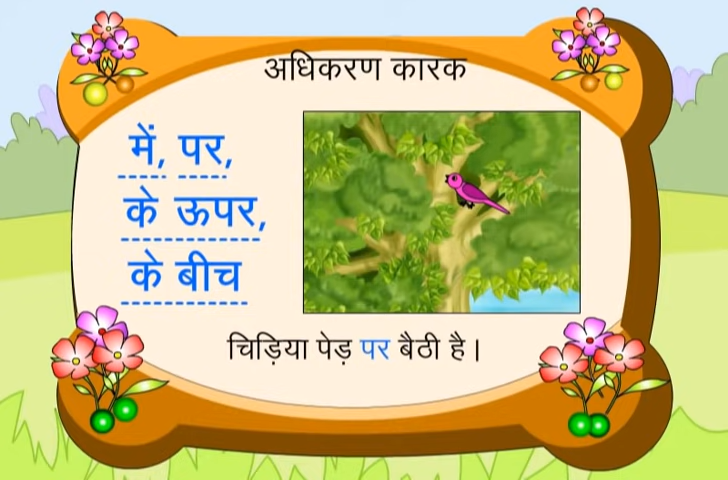 अधिकरण कारक
में, पर,
के ऊपर,
के बीच
चिड़िया पेड़ पर बैठी है।